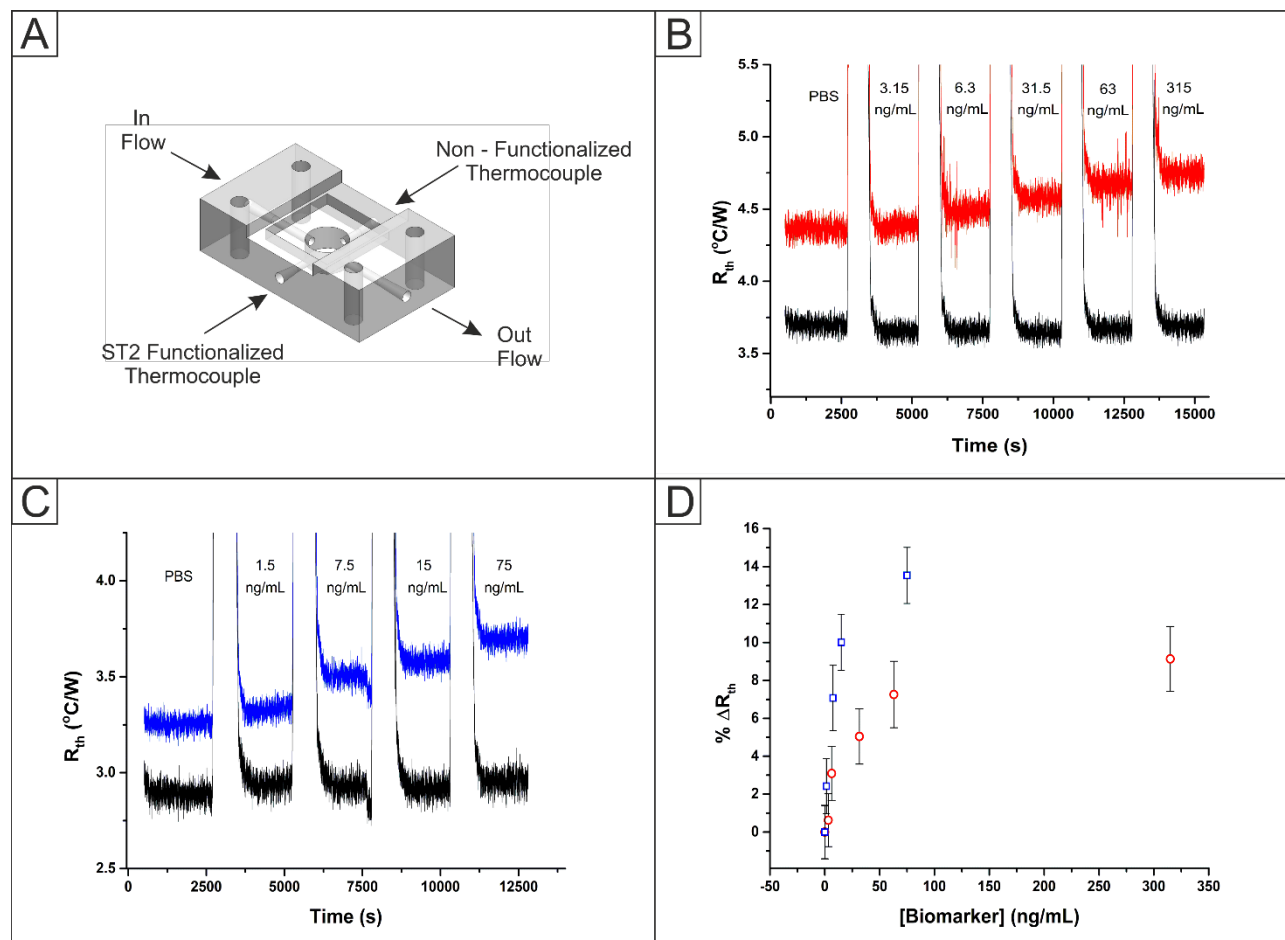 A
In
Flow
Non - Functionalized
Thermocouple
ST2 Functionalized
Thermocouple
Out
Flow
B
5.5
5.0
4.5
4.0
3.5
Rth (°C/W)
PBS
3.15
ng/mL
6.3
ng/mL
31.5
ng/mL
63
ng/mL
315
ng/mL
0 2500 5000 7500 10000 12500 15000
Time (s)
C
4.0
3.5
3.0
2.5
Rth (°C/W)
PBS
1.5
ng/mL
7.5
ng/mL
15
ng/mL
75
ng/mL
0 2500 5000 7500 10000 12500
Time (s)
D
16
14
12
10
8
6
4
2
0
% ΔRth
-50 0 50 100 150 200 250 300 350
[Biomarker] (ng/mL)